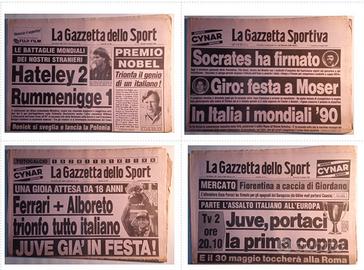 La Gazzetta dello Sport
LE BATTAGLIE MONDIALI
DEI NOSTRI STRANIERI
Hateley 2
Rummenigge 1
PREMIO
NOBEL
Trionfa il genio
di un italiano!
Boniek si sveglia e lancia la Polonia
CYNAR
La Gazzetta Sportiva
Socrates ha firmato
Giro: festa a Moser
In Italia i mondiali '90
TOTOCALCIO
CYNAR
La Gazzetta dello Sport
UNA GIOIA ATTESA DA 18 ANNI
Ferrari + Alboreto
trionfo tutto italiano
JUVE GIA' IN FESTA!
CYNAR
La Gazzetta dello Sport
MERCATO Fiorentina a caccia di Giordano
PARTE L'ASSALTO ITALIANO ALL'EUROPA
Tv 2
ore
20.10
Juve, portaci
la prima coppa
E il 30 maggio toccherà alla Roma